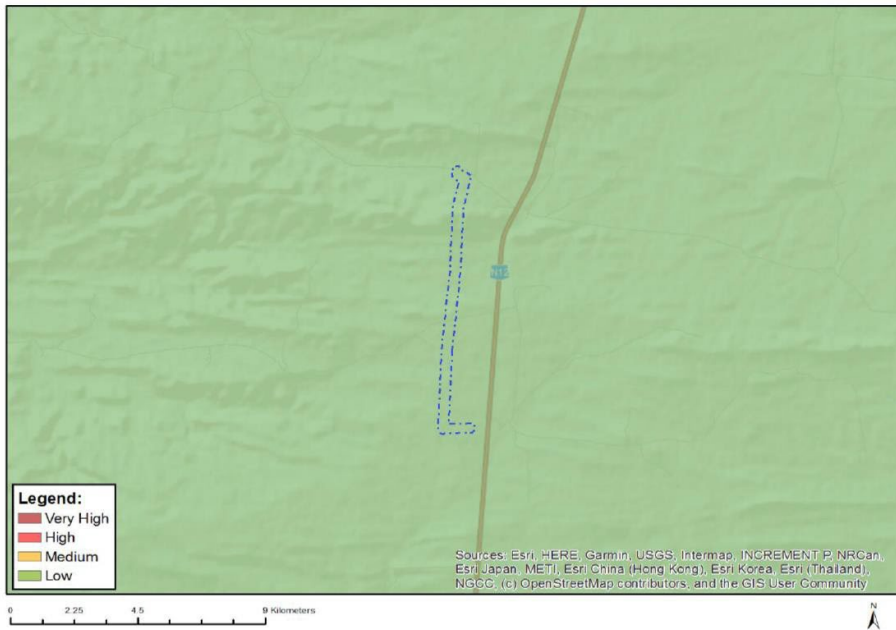 Legend:
Very High
High
Medium
Low
Sources: Esri, HERE, Garmin, USGS, Intermap, INCREMENT P, NRCan,
Esri Japan, METI, Esri China (Hong Kong), Esri Korea, Esri (Thailand),
NGCC, (c) OpenStreetMap contributors, and the GIS User Community
0 2.25 4.5 9 Kilometers
N